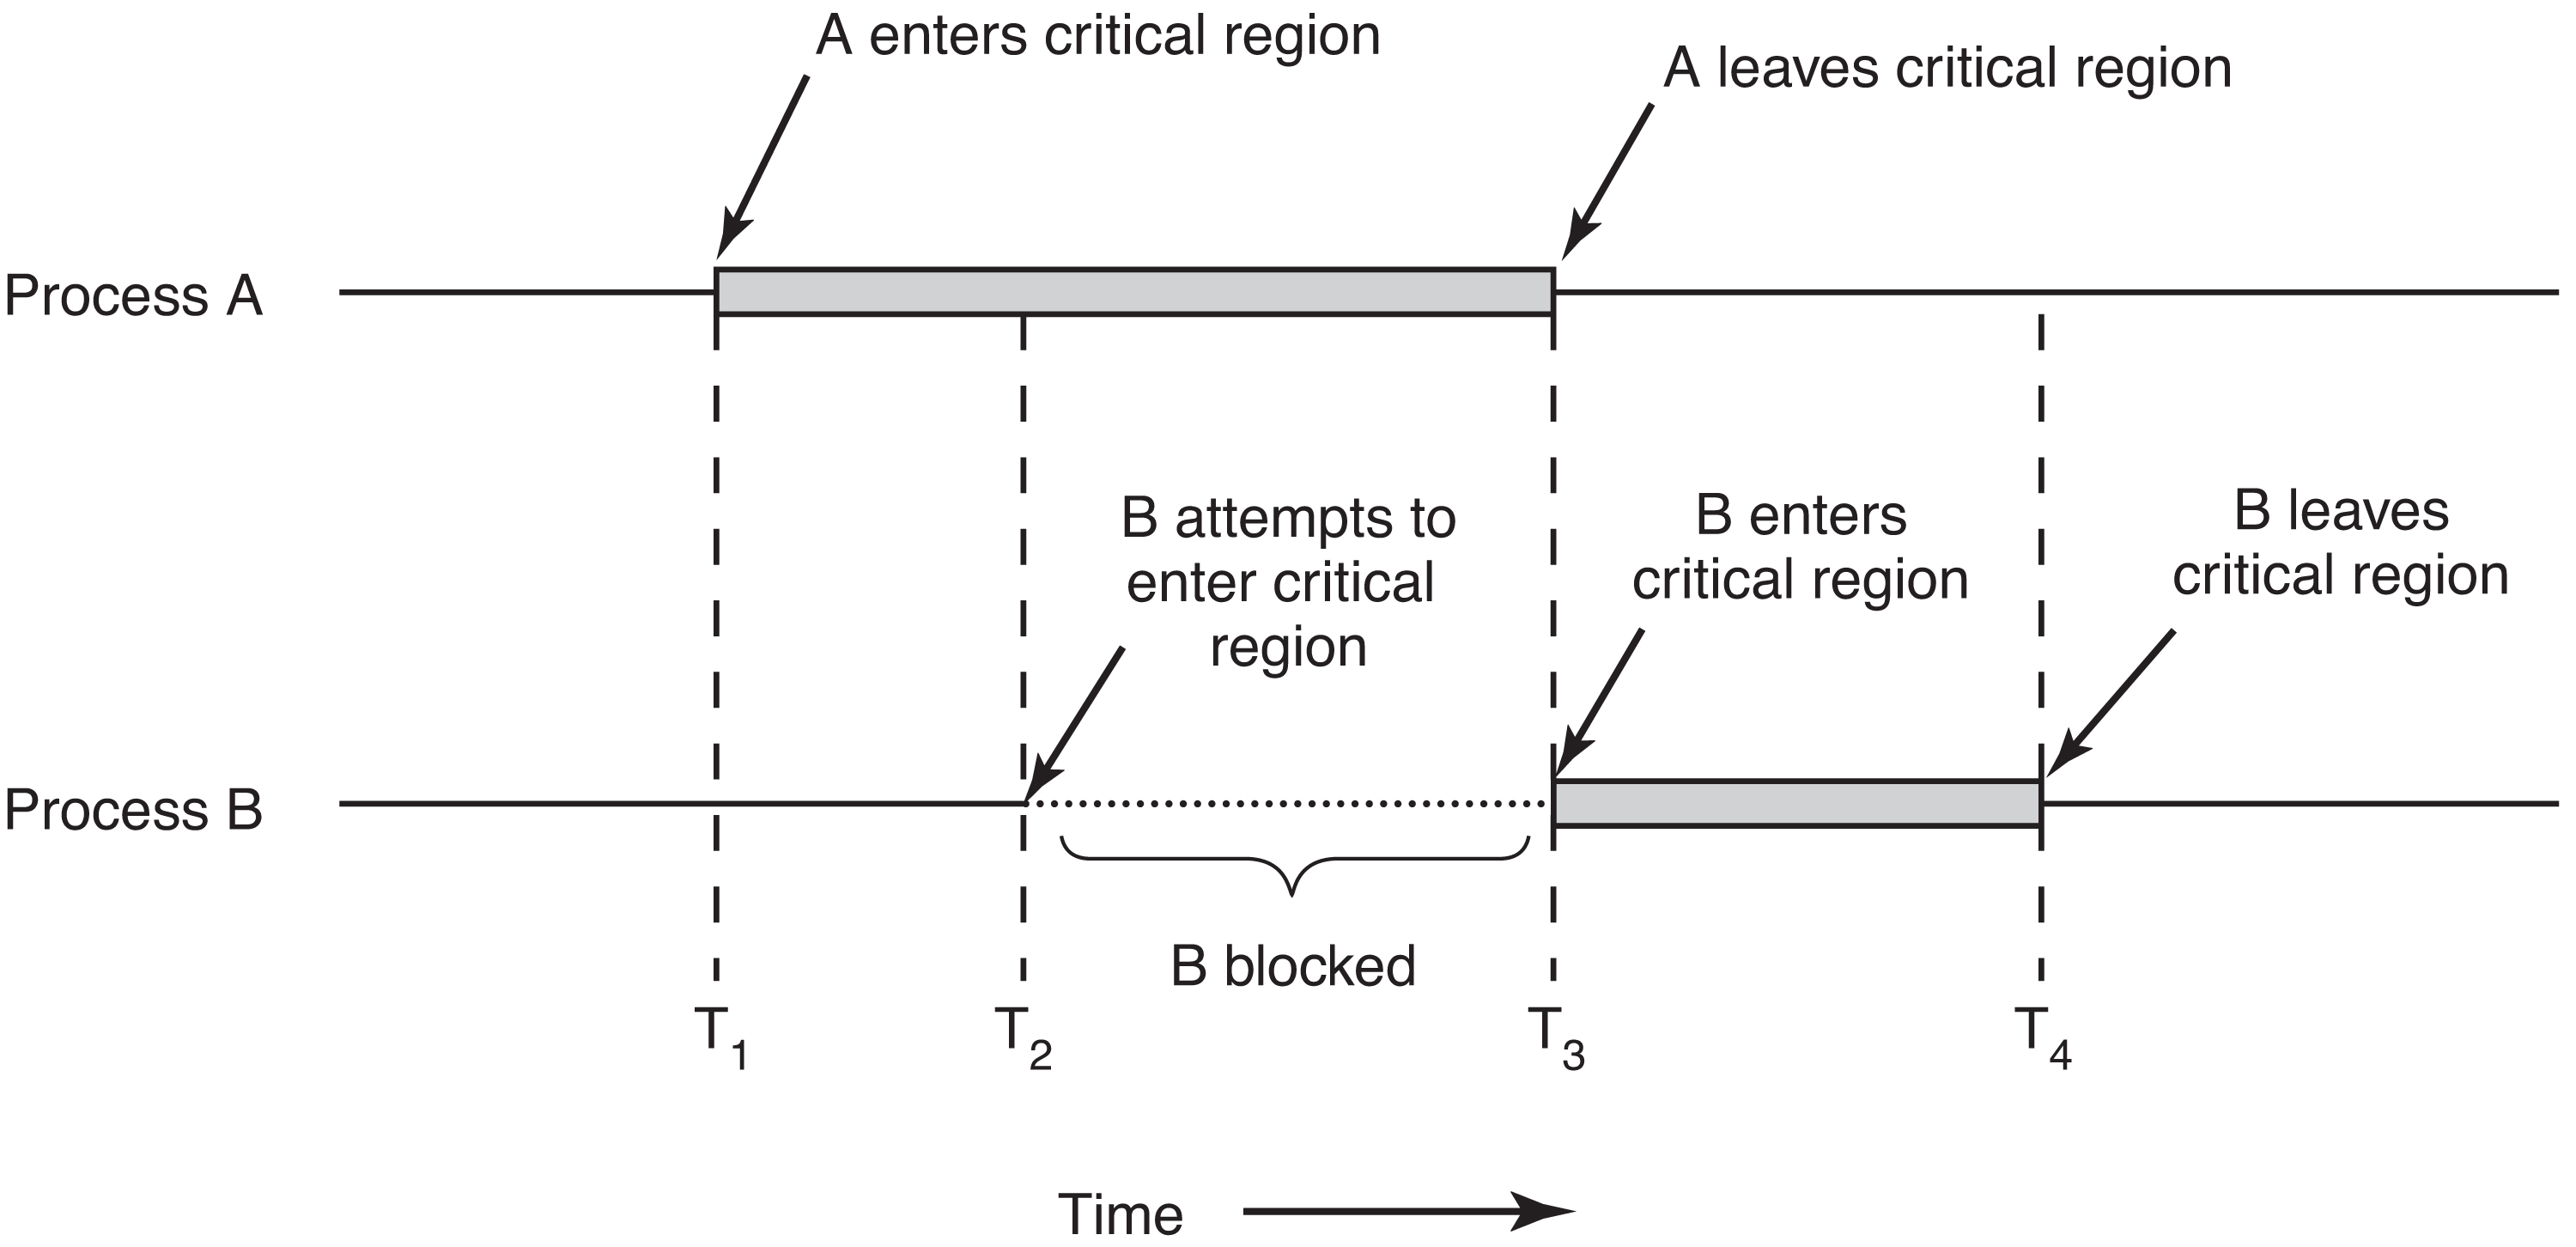 A enters critical region
A leaves critical region
Process A
B attempts to
enter critical
region
B enters
critical region
B leaves
critical region
Process B
B blocked
T1
T2
T3
T4
Time